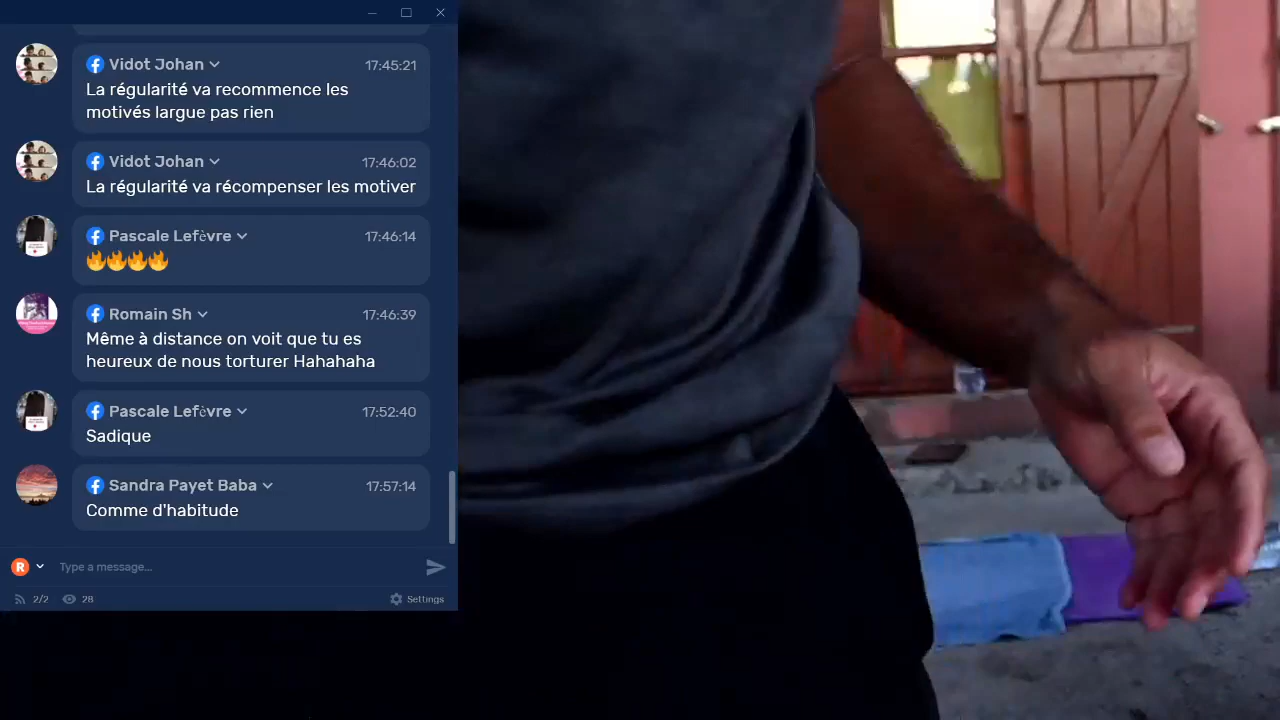 Vidot Johan 17:45:21
La régularité va recommence les
motivés largue pas rien
Vidot Johan 17:46:02
La régularité va récompenser les motiver
Pascale Lefèvre 17:46:14
🔥🔥🔥🔥
Romain Sh 17:46:39
Même à distance on voit que tu es
heureux de nous torturer Hahahaha
Pascale Lefèvre 17:52:40
Sadique
Sandra Payet Baba 17:57:14
Comme d'habitude
R Type a message...
2/2 28 Settings